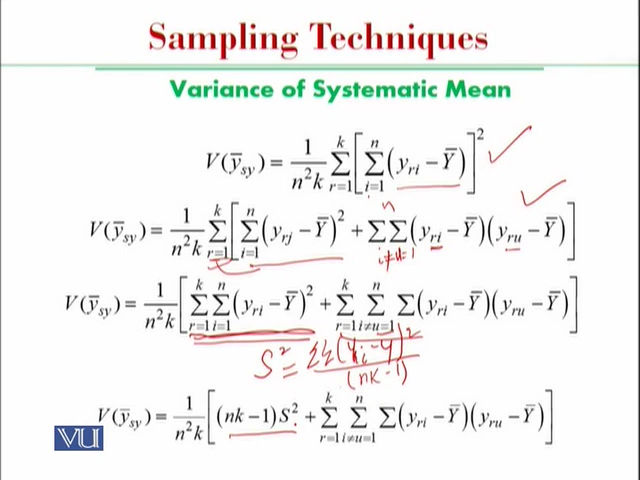 Sampling Techniques
Variance of Systematic Mean
V(ȳ_sy) = 1/(n²k) Σ_{r=1}^{k} [ Σ_{i=1}^{n} (y_ri − Ȳ) ]²
V(ȳ_sy) = 1/(n²k) Σ_{r=1}^{k} [ Σ_{i=1}^{n} (y_rj − Ȳ)² + ΣΣ_{i≠u=1}^{n} (y_ri − Ȳ)(y_ru − Ȳ) ]
V(ȳ_sy) = 1/(n²k) [ Σ_{r=1}^{k} Σ_{i=1}^{n} (y_ri − Ȳ)² + Σ_{r=1}^{k} Σ_{i≠u=1}^{n} Σ (y_ri − Ȳ)(y_ru − Ȳ) ]
S² = ΣΣ(y_i − y)² / (nk − 1)
V(ȳ_sy) = 1/(n²k) [ (nk − 1)S² + Σ_{r=1}^{k} Σ_{i≠u=1}^{n} Σ (y_ri − Ȳ)(y_ru − Ȳ) ]
VU